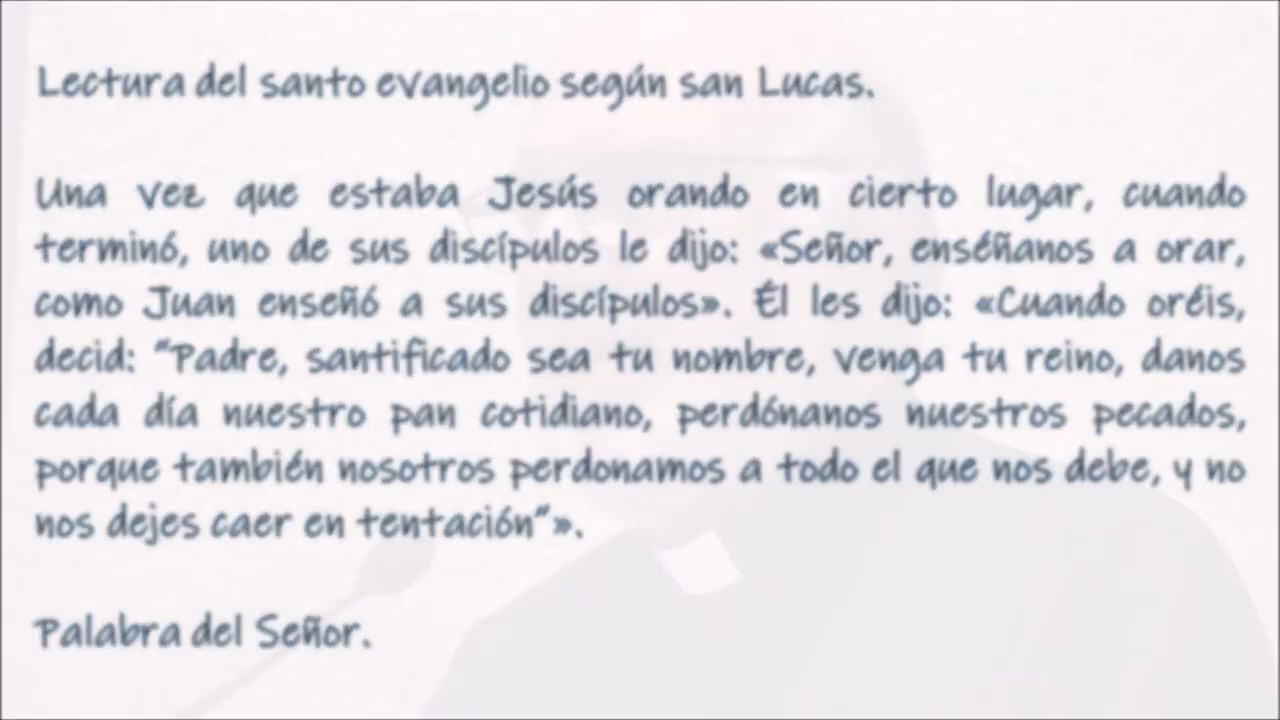 Lectura del santo evangelio según san Lucas.
Una vez que estaba Jesús orando en cierto lugar, cuando
terminó, uno de sus discípulos le dijo: «Señor, enséñanos a orar,
como Juan enseñó a sus discípulos». Él les dijo: «Cuando oréis,
decid: “Padre, santificado sea tu nombre, venga tu reino, danos
cada día nuestro pan cotidiano, perdónanos nuestros pecados,
porque también nosotros perdonamos a todo el que nos debe, y no
nos dejes caer en tentación”».
Palabra del Señor.